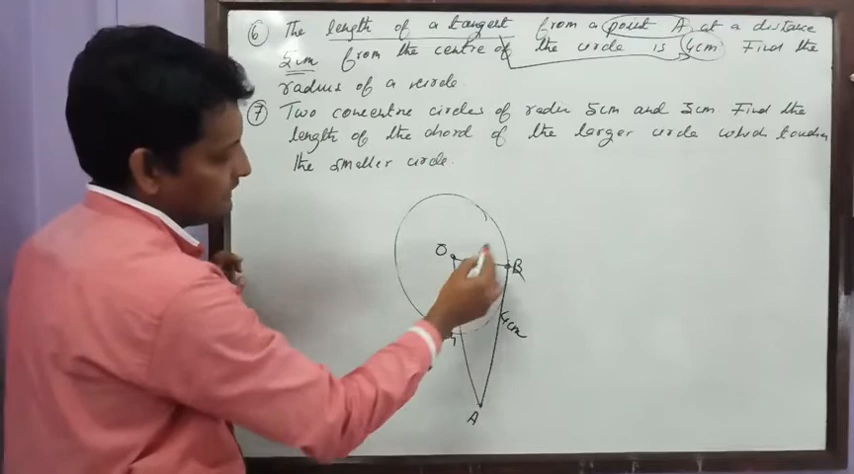 6 The length of a tangent from a point A at a distance
5cm from the centre of the circle is 4cm Find the
radius of a circle.
7 Two concentric circles of radii 5cm and 3cm Find the
length of the chord of the larger circle which touches
the smaller circle.
O
B
4cm
A